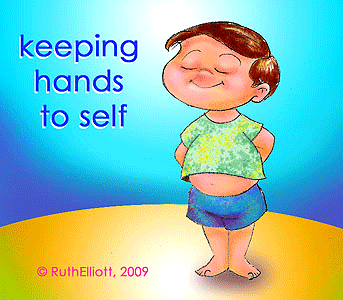 keeping
hands
to self
© RuthElliott, 2009